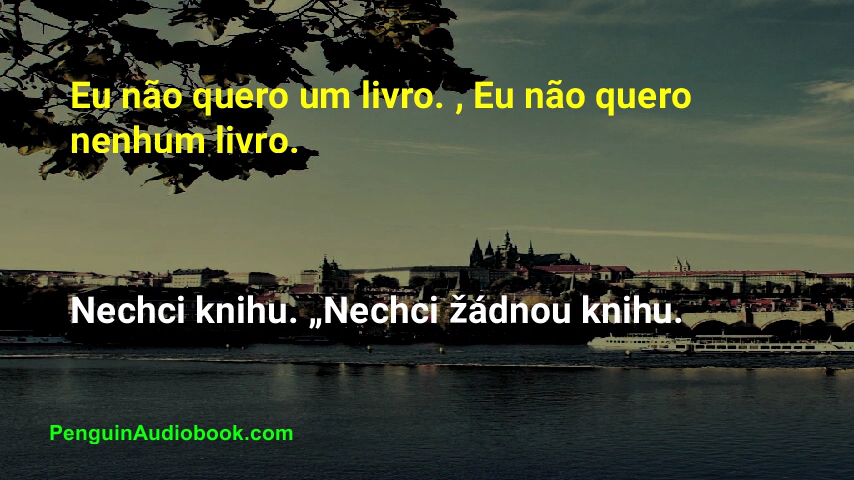 Eu não quero um livro. , Eu não quero
nenhum livro.
Nechci knihu. „Nechci žádnou knihu.
PenguinAudiobook.com